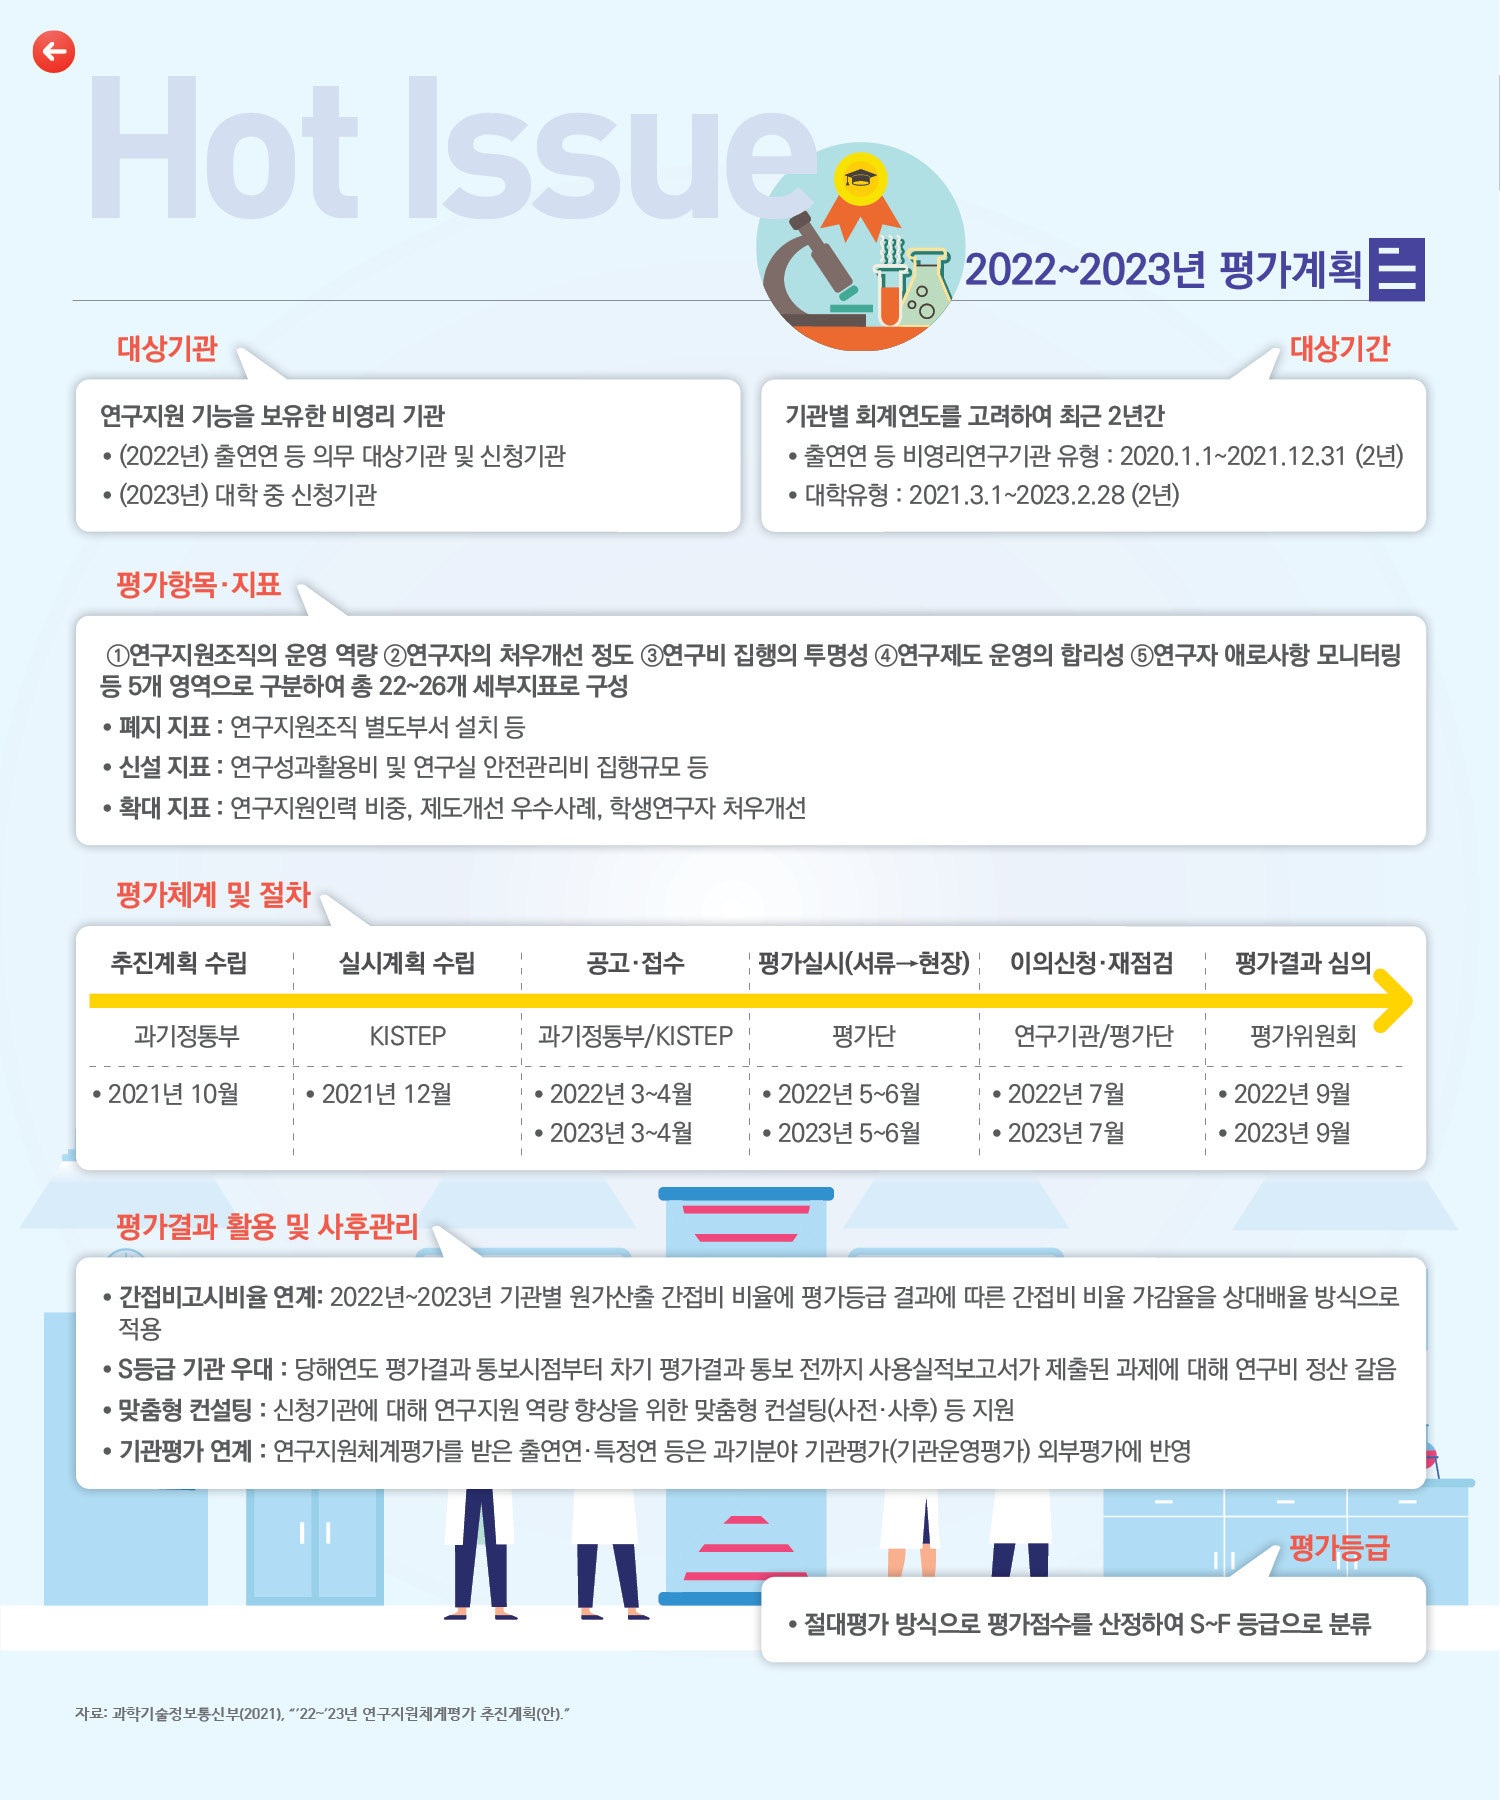 Hot Issue
2022~2023년 평가계획
대상기관
연구지원 기능을 보유한 비영리 기관
• (2022년) 출연연 등 의무 대상기관 및 신청기관
• (2023년) 대학 중 신청기관
대상기간
기관별 회계연도를 고려하여 최근 2년간
• 출연연 등 비영리연구기관 유형 : 2020.1.1~2021.12.31 (2년)
• 대학유형 : 2021.3.1~2023.2.28 (2년)
평가항목·지표
①연구지원조직의 운영 역량 ②연구자의 처우개선 정도 ③연구비 집행의 투명성 ④연구제도 운영의 합리성 ⑤연구자 애로사항 모니터링
등 5개 영역으로 구분하여 총 22~26개 세부지표로 구성
• 폐지 지표 : 연구지원조직 별도부서 설치 등
• 신설 지표 : 연구성과활용비 및 연구실 안전관리비 집행규모 등
• 확대 지표 : 연구지원인력 비중, 제도개선 우수사례, 학생연구자 처우개선
평가체계 및 절차
추진계획 수립 실시계획 수립 공고·접수 평가실시(서류→현장) 이의신청·재점검 평가결과 심의
과기정통부 KISTEP 과기정통부/KISTEP 평가단 연구기관/평가단 평가위원회
• 2021년 10월 • 2021년 12월 • 2022년 3~4월 • 2022년 5~6월 • 2022년 7월 • 2022년 9월
• 2023년 3~4월 • 2023년 5~6월 • 2023년 7월 • 2023년 9월
평가결과 활용 및 사후관리
• 간접비고시비율 연계: 2022년~2023년 기관별 원가산출 간접비 비율에 평가등급 결과에 따른 간접비 비율 가감율을 상대배율 방식으로
적용
• S등급 기관 우대 : 당해연도 평가결과 통보시점부터 차기 평가결과 통보 전까지 사용실적보고서가 제출된 과제에 대해 연구비 정산 갈음
• 맞춤형 컨설팅 : 신청기관에 대해 연구지원 역량 향상을 위한 맞춤형 컨설팅(사전·사후) 등 지원
• 기관평가 연계 : 연구지원체계평가를 받은 출연연·특정연 등은 과기분야 기관평가(기관운영평가) 외부평가에 반영
평가등급
• 절대평가 방식으로 평가점수를 산정하여 S~F 등급으로 분류
자료: 과학기술정보통신부(2021), “’22~’23년 연구지원체계평가 추진계획(안).”